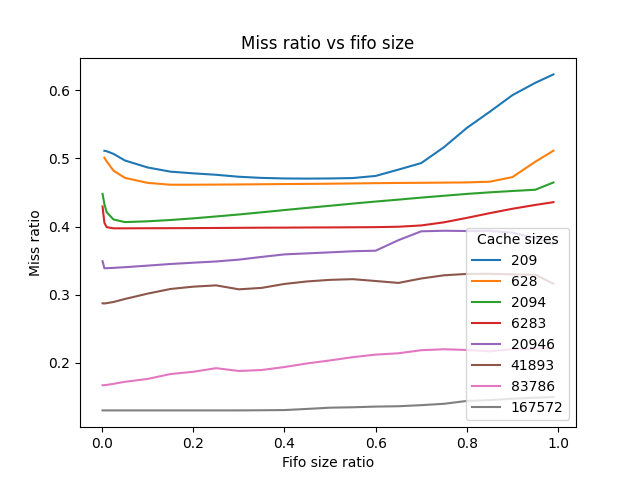 Miss ratio vs fifo size
Miss ratio
0.6
0.5
0.4
0.3
0.2
Cache sizes
209
628
2094
6283
20946
41893
83786
167572
0.0 0.2 0.4 0.6 0.8 1.0
Fifo size ratio